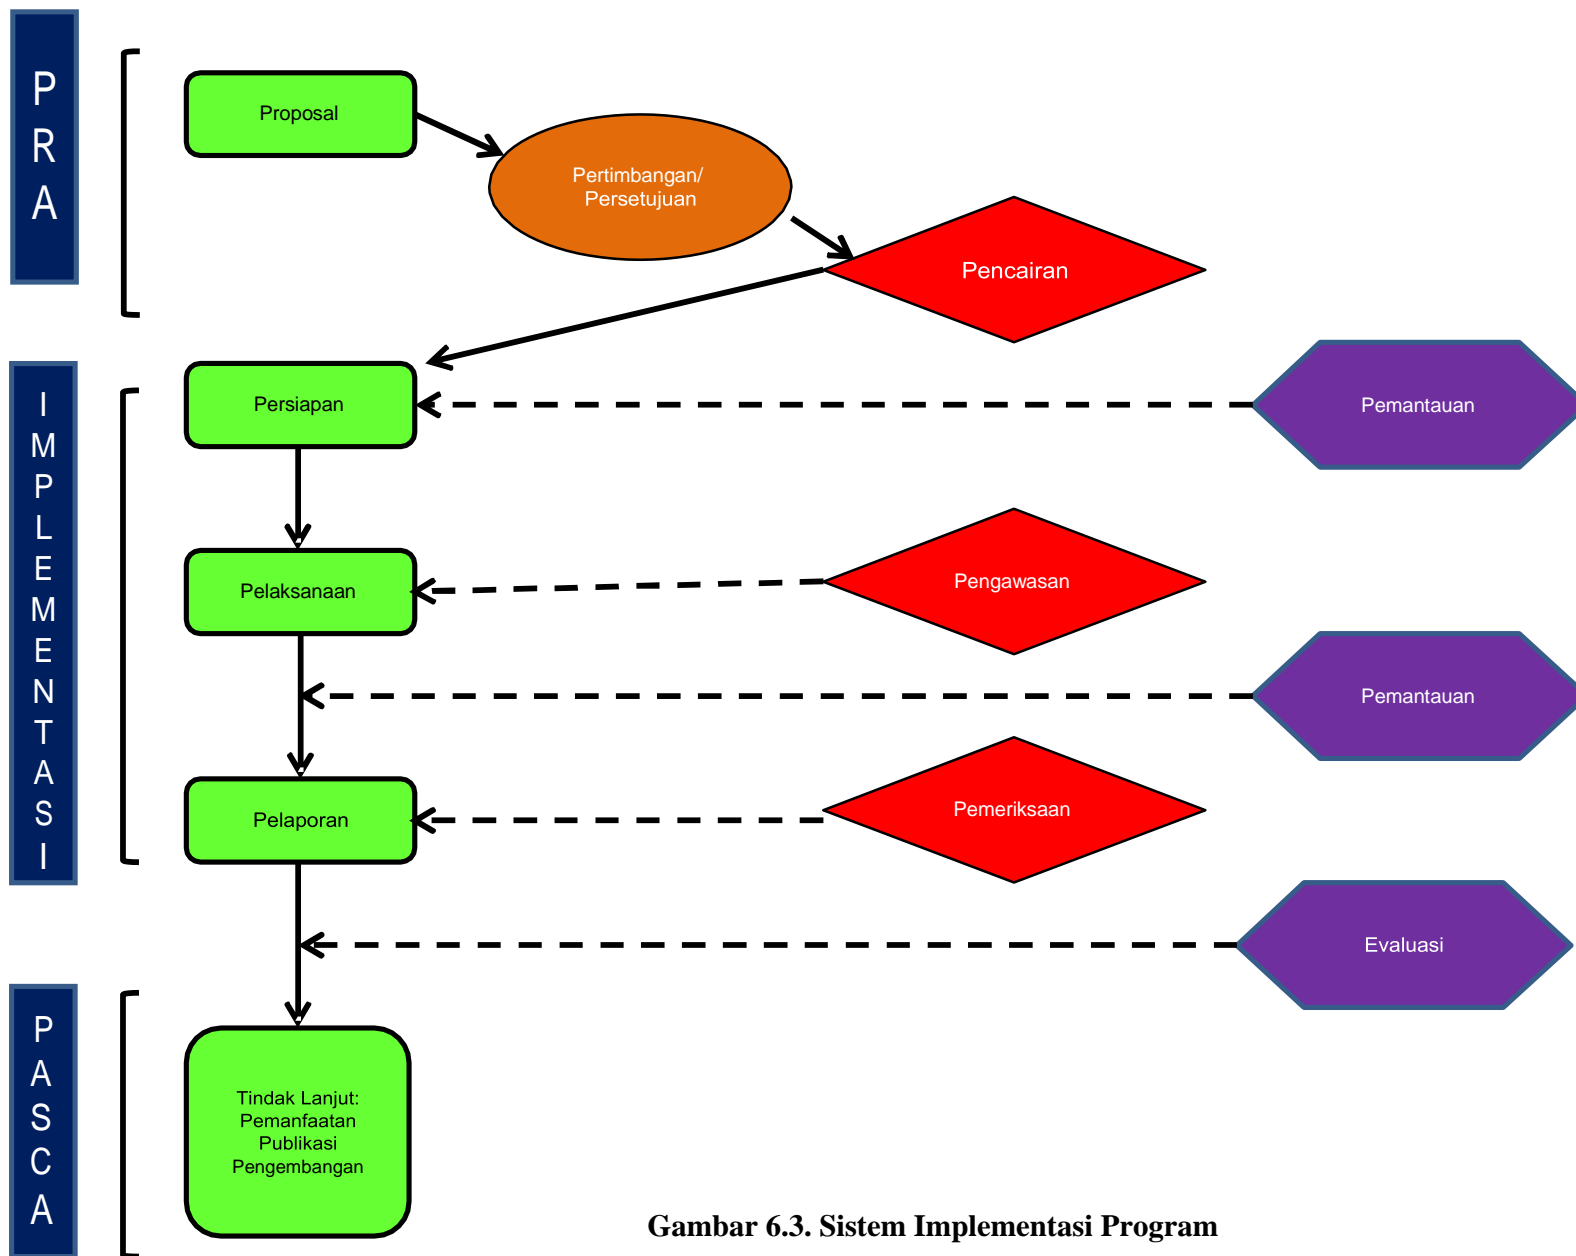 PRA
Proposal
Pertimbangan/
Persetujuan
Pencairan
IMPLEMENTASI
Persiapan
Pemantauan
Pelaksanaan
Pengawasan
Pemantauan
Pelaporan
Pemeriksaan
Evaluasi
PASCA
Tindak Lanjut:
Pemanfaatan
Publikasi
Pengembangan
Gambar 6.3. Sistem Implementasi Program